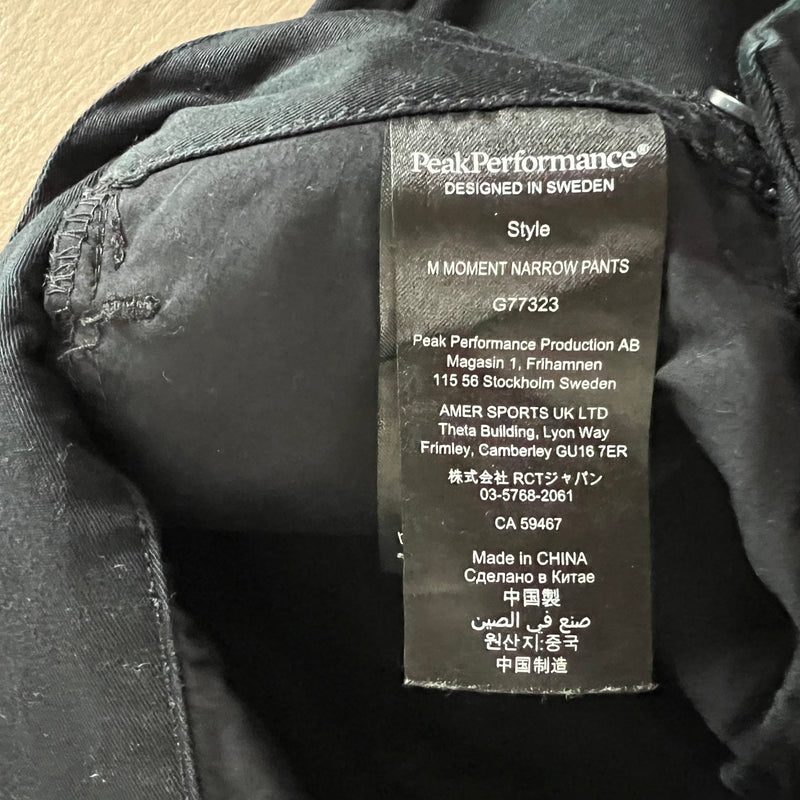 PeakPerformance®
DESIGNED IN SWEDEN
Style
M MOMENT NARROW PANTS
G77323
Peak Performance Production AB
Magasin 1, Frihamnen
115 56 Stockholm Sweden
AMER SPORTS UK LTD
Theta Building, Lyon Way
Frimley, Camberley GU16 7ER
株式会社 RCTジャパン
03-5768-2061
CA 59467
Made in CHINA
Сделано в Китае
中国製
صنع في الصين
원산지:중국
中国制造